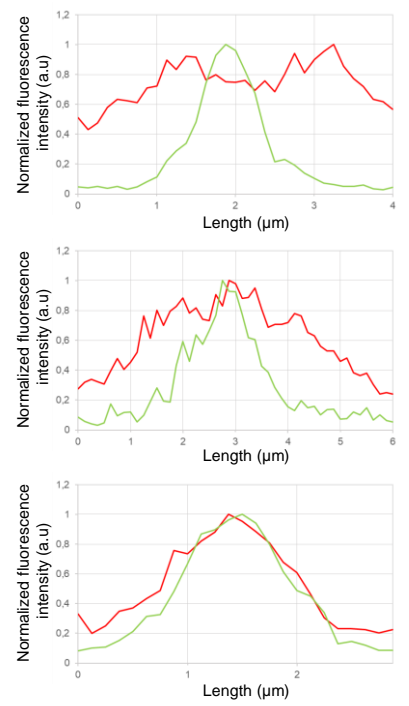 Normalized fluorescence
intensity (a.u)
1,2
1
0,8
0,6
0,4
0,2
0
0 1 2 3 4
Length (µm)
Normalized fluorescence
intensity (a.u)
1,2
1
0,8
0,6
0,4
0,2
0
0 1 2 3 4 5 6
Length (µm)
Normalized fluorescence
intensity (a.u)
1,2
1
0,8
0,6
0,4
0,2
0
0 1 2
Length (µm)